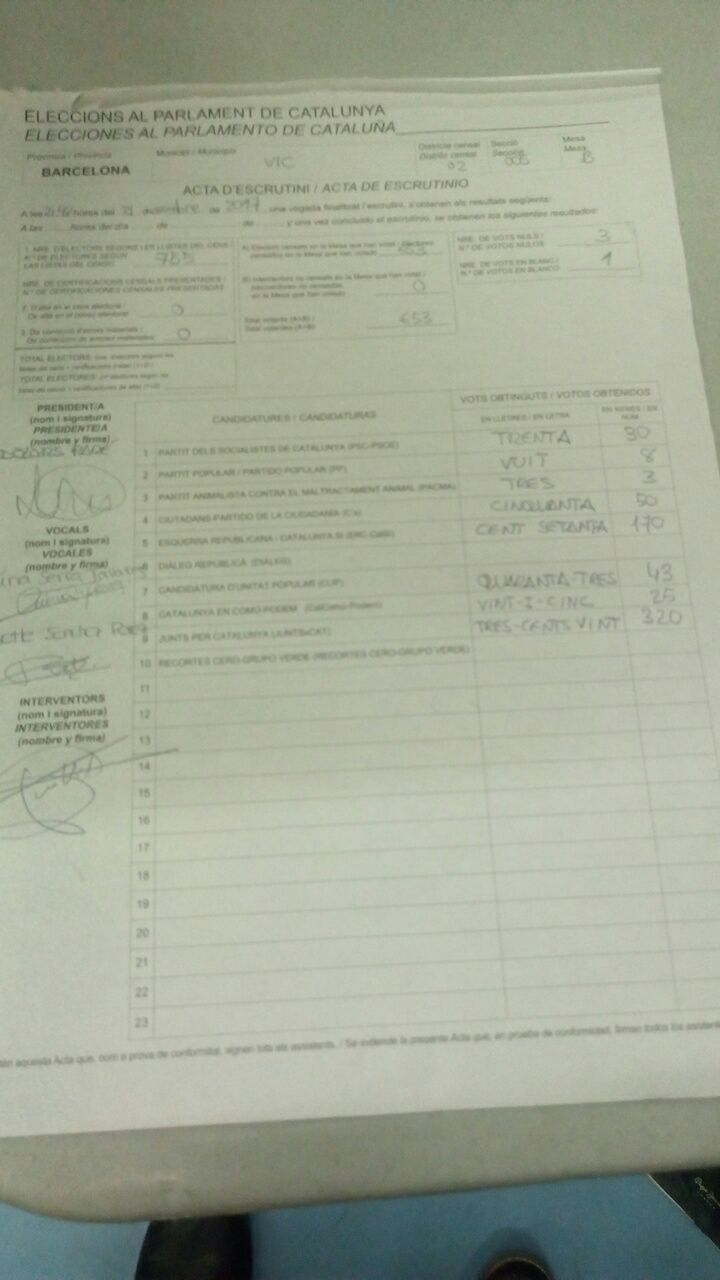 ELECCIONS AL PARLAMENT DE CATALUNYA
ELECCIONES AL PARLAMENTO DE CATALUÑA
Província / Provincia Municipi / Municipio Districte censal Secció Mesa
Distrito censal Sección Mesa
BARCELONA VIC 02 005 B
ACTA D'ESCRUTINI / ACTA DE ESCRUTINIO
A les hores del 21 desembre de 2017, una vegada finalitzat l'escrutini, s'obtenen els resultats següents:
A las horas del día de de y una vez concluido el escrutinio, se obtienen los siguientes resultados:
1. NRE. D'ELECTORS SEGONS LES LLISTES DEL CENS
N.º DE ELECTORES SEGÚN
LAS LISTAS DEL CENSO
785
NRE. DE CERTIFICACIONS CENSALS PRESENTADES
N.º DE CERTIFICACIONES CENSALES PRESENTADAS
2. D'alta en el cens electoral
De alta en el censo electoral 0
3. De correcció d'errors materials
De corrección de errores materiales 0
TOTAL ELECTORS
TOTAL ELECTORES
A) Electors censats en la Mesa que han votat / Electores
censados en la Mesa que han votado 653
B) Interventors no censats en la Mesa que han votat /
Interventores no censados
en la Mesa que han votado 0
Total votants (A+B) /
Total votantes (A+B) 653
NRE. DE VOTS NULS /
N.º DE VOTOS NULOS 3
NRE. DE VOTS EN BLANC /
N.º DE VOTOS EN BLANCO 1
PRESIDENT/A
(nom i signatura)
PRESIDENTE/A
(nombre y firma)
VOCALS
(nom i signatura)
VOCALES
(nombre y firma)
INTERVENTORS
(nom i signatura)
INTERVENTORES
(nombre y firma)
CANDIDATURES / CANDIDATURAS VOTS OBTINGUTS / VOTOS OBTENIDOS
EN LLETRES / EN LETRA EN XIFRES / EN NÚM.
1 PARTIT DELS SOCIALISTES DE CATALUNYA (PSC-PSOE) TRENTA 30
2 PARTIT POPULAR / PARTIDO POPULAR (PP) VUIT 8
3 PARTIT ANIMALISTA CONTRA EL MALTRACTAMENT ANIMAL (PACMA) TRES 3
4 CIUTADANS-PARTIDO DE LA CIUDADANÍA (C's) CINQUANTA 50
5 ESQUERRA REPUBLICANA - CATALUNYA SÍ (ERC-CatSí) CENT SETANTA 170
6 DIÀLEG REPUBLICÀ (DIÀLEG)
7 CANDIDATURA D'UNITAT POPULAR (CUP) QUARANTA-TRES 43
8 CATALUNYA EN COMÚ-PODEM (CatComú-Podem) VINT-I-CINC 25
9 JUNTS PER CATALUNYA (JUNTSxCAT) TRES-CENTS VINT 320
10 RECORTES CERO-GRUPO VERDE (RECORTES CERO-GRUPO VERDE)
11
12
13
14
15
16
17
18
19
20
21
22
23
aquesta Acta que, com a prova de conformitat, signen tots els assistents. / Se extiende la presente Acta que, en prueba de conformidad, firman todos los